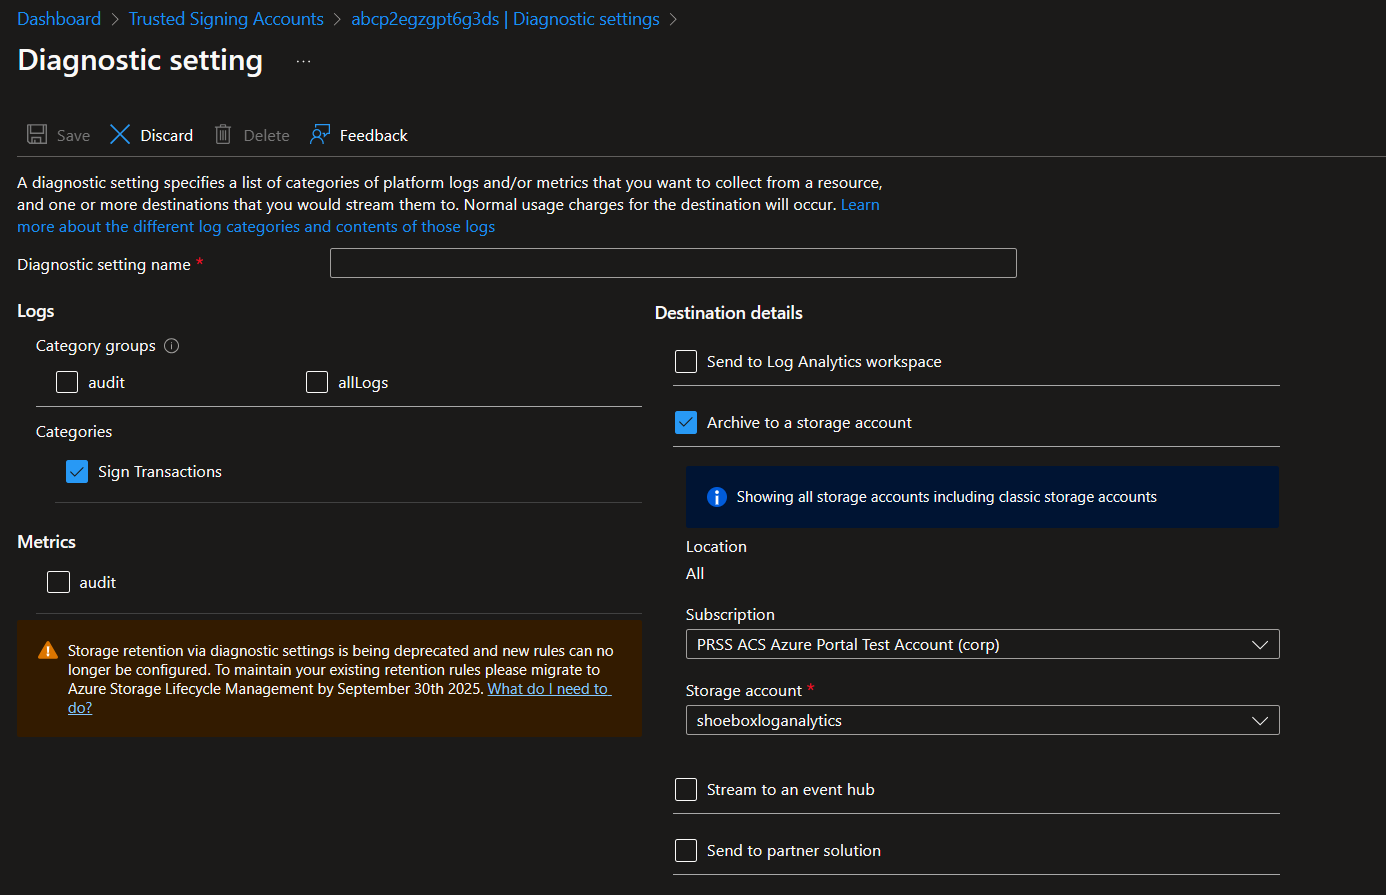 Dashboard > Trusted Signing Accounts > abcp2egzgpt6g3ds | Diagnostic settings >
Diagnostic setting ...
Save Discard Delete Feedback
A diagnostic setting specifies a list of categories of platform logs and/or metrics that you want to collect from a resource,
and one or more destinations that you would stream them to. Normal usage charges for the destination will occur. Learn
more about the different log categories and contents of those logs
Diagnostic setting name *
Logs
Category groups
audit allLogs
Categories
Sign Transactions
Metrics
audit
Storage retention via diagnostic settings is being deprecated and new rules can no
longer be configured. To maintain your existing retention rules please migrate to
Azure Storage Lifecycle Management by September 30th 2025. What do I need to
do?
Destination details
Send to Log Analytics workspace
Archive to a storage account
Showing all storage accounts including classic storage accounts
Location
All
Subscription
PRSS ACS Azure Portal Test Account (corp)
Storage account *
shoeboxloganalytics
Stream to an event hub
Send to partner solution